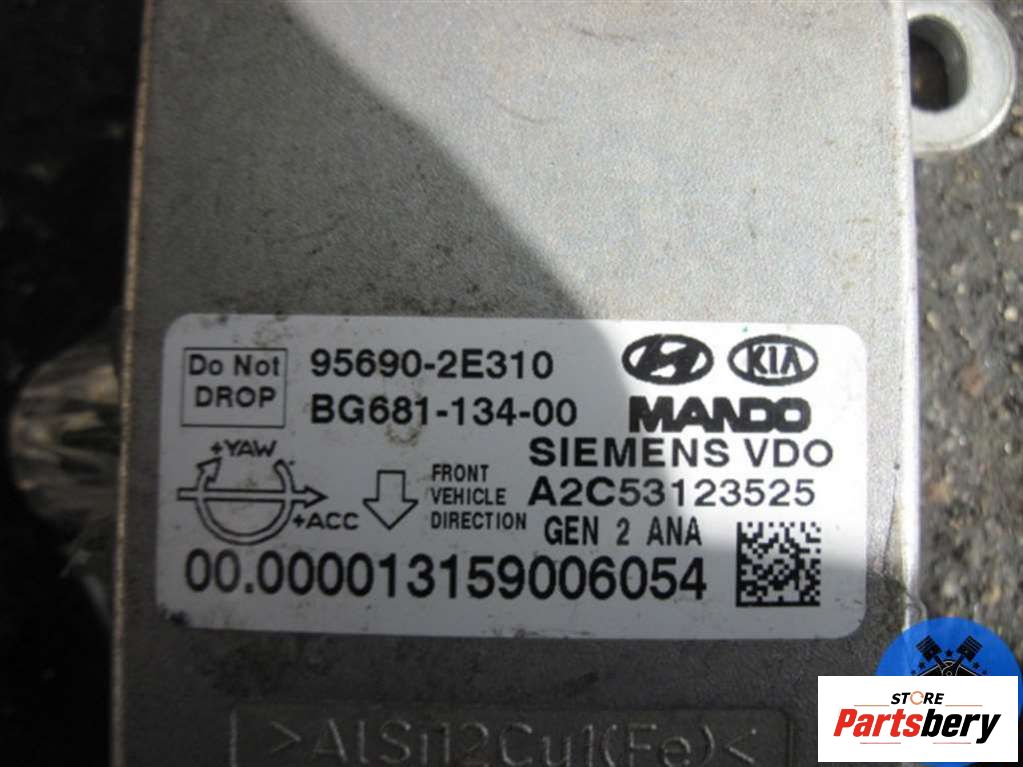 Do Not
DROP
95690-2E310
BG681-134-00
KIA
MANDO
SIEMENS VDO
A2C53123525
GEN 2 ANA
+YAW
+ACC
FRONT
VEHICLE
DIRECTION
00.000013159006054
>AlSi12Cu1(Fe)<
STORE
Partsbery